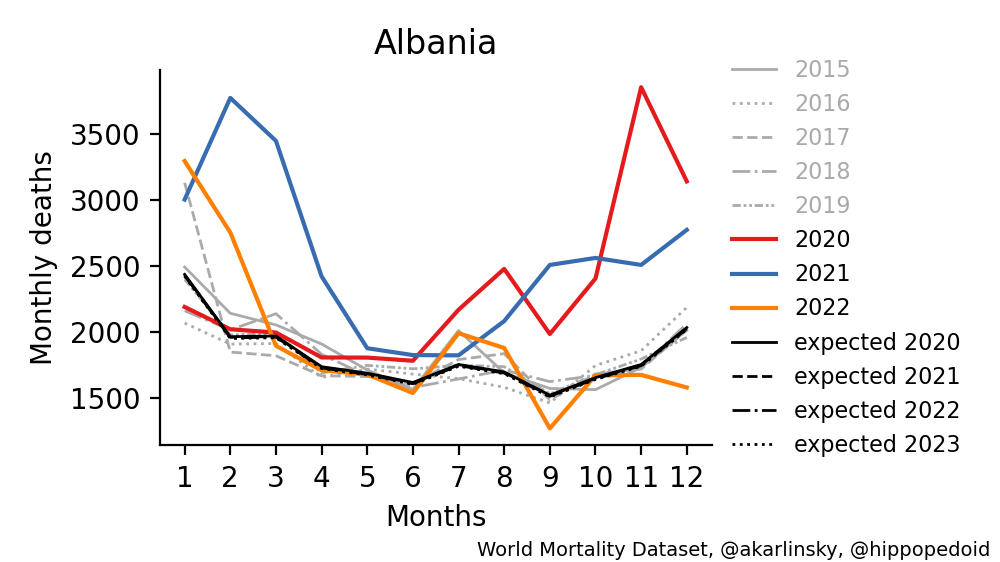 Albania
Monthly deaths
3500
3000
2500
2000
1500
1 2 3 4 5 6 7 8 9 10 11 12
Months
2015
2016
2017
2018
2019
2020
2021
2022
expected 2020
expected 2021
expected 2022
expected 2023
World Mortality Dataset, @akarlinsky, @hippopedoid